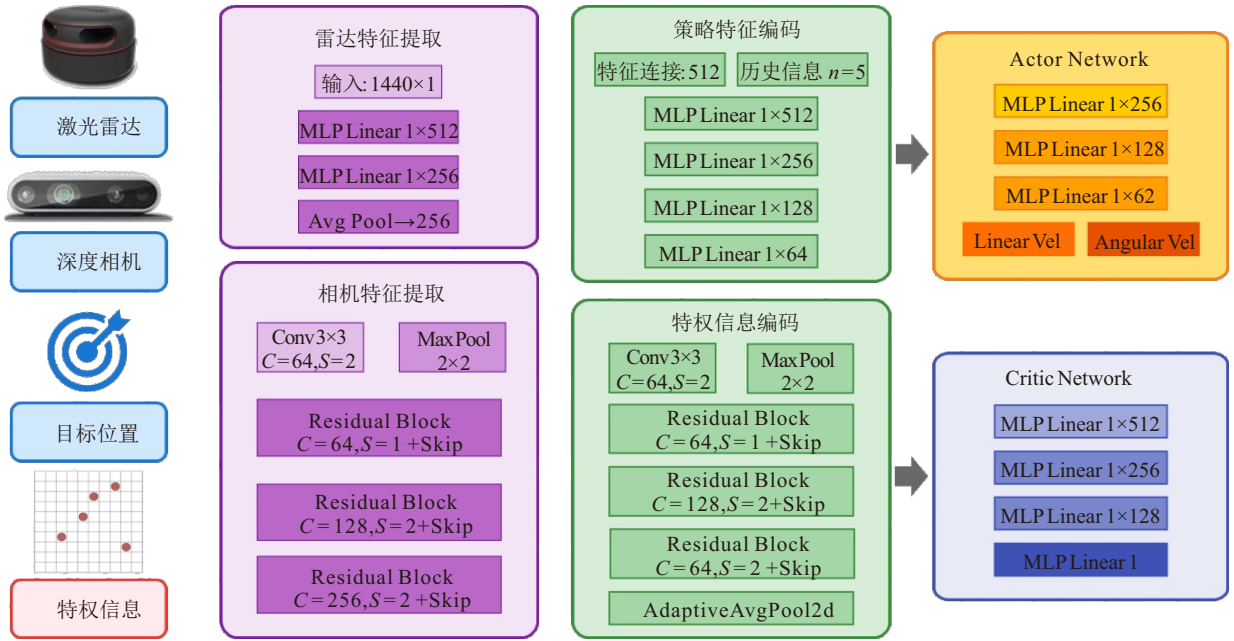 激光雷达
深度相机
目标位置
特权信息
雷达特征提取
输入:1440×1
MLP Linear 1×512
MLP Linear 1×256
Avg Pool→256
相机特征提取
Conv3×3
C=64,S=2
MaxPool
2×2
Residual Block
C=64,S=1+Skip
Residual Block
C=128,S=2+Skip
Residual Block
C=256,S=2+Skip
策略特征编码
特征连接:512
历史信息 n=5
MLP Linear 1×512
MLP Linear 1×256
MLP Linear 1×128
MLP Linear 1×64
特权信息编码
Conv3×3
C=64,S=2
MaxPool
2×2
Residual Block
C=64,S=1+Skip
Residual Block
C=128,S=2+Skip
Residual Block
C=64,S=2+Skip
AdaptiveAvgPool2d
Actor Network
MLP Linear 1×256
MLP Linear 1×128
MLP Linear 1×62
Linear Vel
Angular Vel
Critic Network
MLP Linear 1×512
MLP Linear 1×256
MLP Linear 1×128
MLP Linear 1